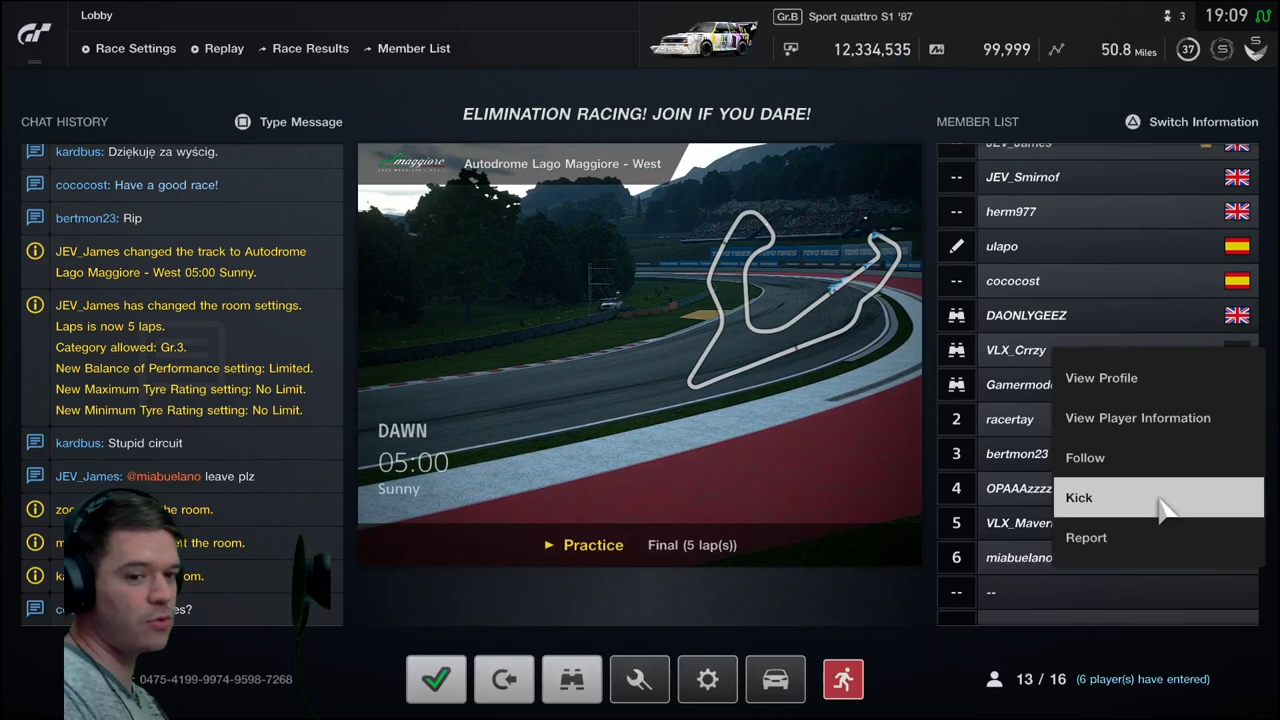 Lobby
Race Settings
Replay
Race Results
Member List
Gr.B
Sport quattro S1 '87
12,334,535
99,999
50.8 Miles
3
19:09
37
S
S
ELIMINATION RACING! JOIN IF YOU DARE!
CHAT HISTORY
Type Message
kardbus: Dziękuję za wyścig.
cococost: Have a good race!
bertmon23: Rip
JEV_James changed the track to Autodrome
Lago Maggiore - West 05:00 Sunny.
JEV_James has changed the room settings.
Laps is now 5 laps.
Category allowed: Gr.3.
New Balance of Performance setting: Limited.
New Maximum Tyre Rating setting: No Limit.
New Minimum Tyre Rating setting: No Limit.
kardbus: Stupid circuit
JEV_James: @miabuelano leave plz
the room.
the room.
0475-4199-9974-9598-7268
Autodrome Lago Maggiore - West
TOYO TIRES
DAWN
05:00
Sunny
Practice
Final (5 lap(s))
MEMBER LIST
Switch Information
JEV_James
-- JEV_Smirnof
-- herm977
ulapo
-- cococost
DAONLYGEEZ
VLX_Crrzy
2 racertay
3 bertmon23
4 OPAAAzzzz
5
6 miabuelano
-- --
View Profile
View Player Information
Follow
Kick
Report
13 / 16
(6 player(s) have entered)